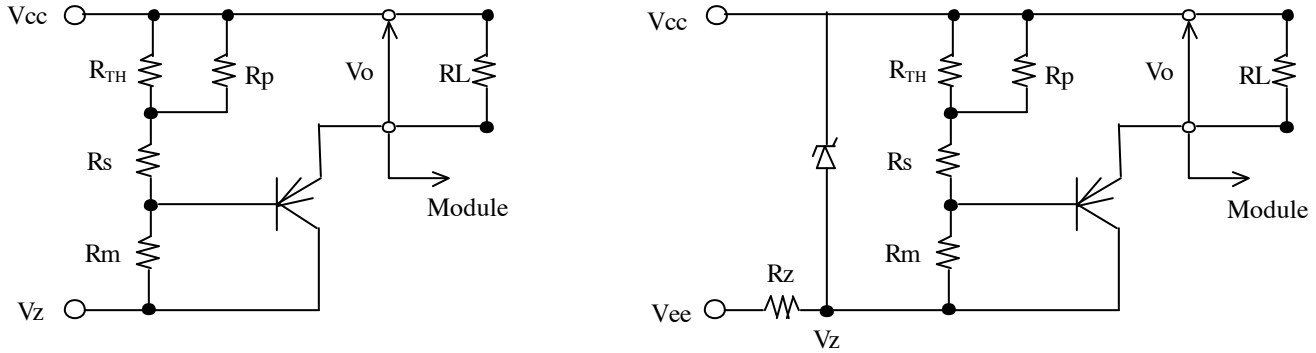 Vcc
R_TH
Rp
Vo
RL
Rs
Module
Rm
Vz
Vcc
R_TH
Rp
Vo
RL
Rs
Module
Rm
Rz
Vee
Vz